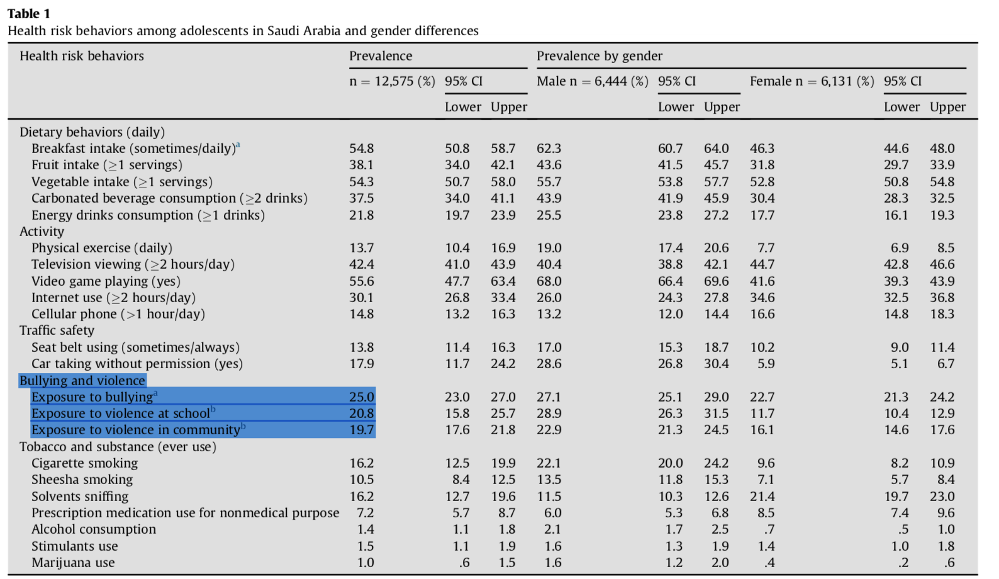 Table 1
Health risk behaviors among adolescents in Saudi Arabia and gender differences
Health risk behaviors Prevalence Prevalence by gender
n = 12,575 (%) 95% CI Male n = 6,444 (%) 95% CI Female n = 6,131 (%) 95% CI
Lower Upper Lower Upper Lower Upper
Dietary behaviors (daily)
Breakfast intake (sometimes/daily)a 54.8 50.8 58.7 62.3 60.7 64.0 46.3 44.6 48.0
Fruit intake (≥1 servings) 38.1 34.0 42.1 43.6 41.5 45.7 31.8 29.7 33.9
Vegetable intake (≥1 servings) 54.3 50.7 58.0 55.7 53.8 57.7 52.8 50.8 54.8
Carbonated beverage consumption (≥2 drinks) 37.5 34.0 41.1 43.9 41.9 45.9 30.4 28.3 32.5
Energy drinks consumption (≥1 drinks) 21.8 19.7 23.9 25.5 23.8 27.2 17.7 16.1 19.3
Activity
Physical exercise (daily) 13.7 10.4 16.9 19.0 17.4 20.6 7.7 6.9 8.5
Television viewing (≥2 hours/day) 42.4 41.0 43.9 40.4 38.8 42.1 44.7 42.8 46.6
Video game playing (yes) 55.6 47.7 63.4 68.0 66.4 69.6 41.6 39.3 43.9
Internet use (≥2 hours/day) 30.1 26.8 33.4 26.0 24.3 27.8 34.6 32.5 36.8
Cellular phone (>1 hour/day) 14.8 13.2 16.3 13.2 12.0 14.4 16.6 14.8 18.3
Traffic safety
Seat belt using (sometimes/always) 13.8 11.4 16.3 17.0 15.3 18.7 10.2 9.0 11.4
Car taking without permission (yes) 17.9 11.7 24.2 28.6 26.8 30.4 5.9 5.1 6.7
Bullying and violence
Exposure to bullyinga 25.0 23.0 27.0 27.1 25.1 29.0 22.7 21.3 24.2
Exposure to violence at schoolb 20.8 15.8 25.7 28.9 26.3 31.5 11.7 10.4 12.9
Exposure to violence in communityb 19.7 17.6 21.8 22.9 21.3 24.5 16.1 14.6 17.6
Tobacco and substance (ever use)
Cigarette smoking 16.2 12.5 19.9 22.1 20.0 24.2 9.6 8.2 10.9
Sheesha smoking 10.5 8.4 12.5 13.5 11.8 15.3 7.1 5.7 8.4
Solvents sniffing 16.2 12.7 19.6 11.5 10.3 12.6 21.4 19.7 23.0
Prescription medication use for nonmedical purpose 7.2 5.7 8.7 6.0 5.3 6.8 8.5 7.4 9.6
Alcohol consumption 1.4 1.1 1.8 2.1 1.7 2.5 .7 .5 1.0
Stimulants use 1.5 1.1 1.9 1.6 1.3 1.9 1.4 1.0 1.8
Marijuana use 1.0 .6 1.5 1.6 1.2 2.0 .4 .2 .6